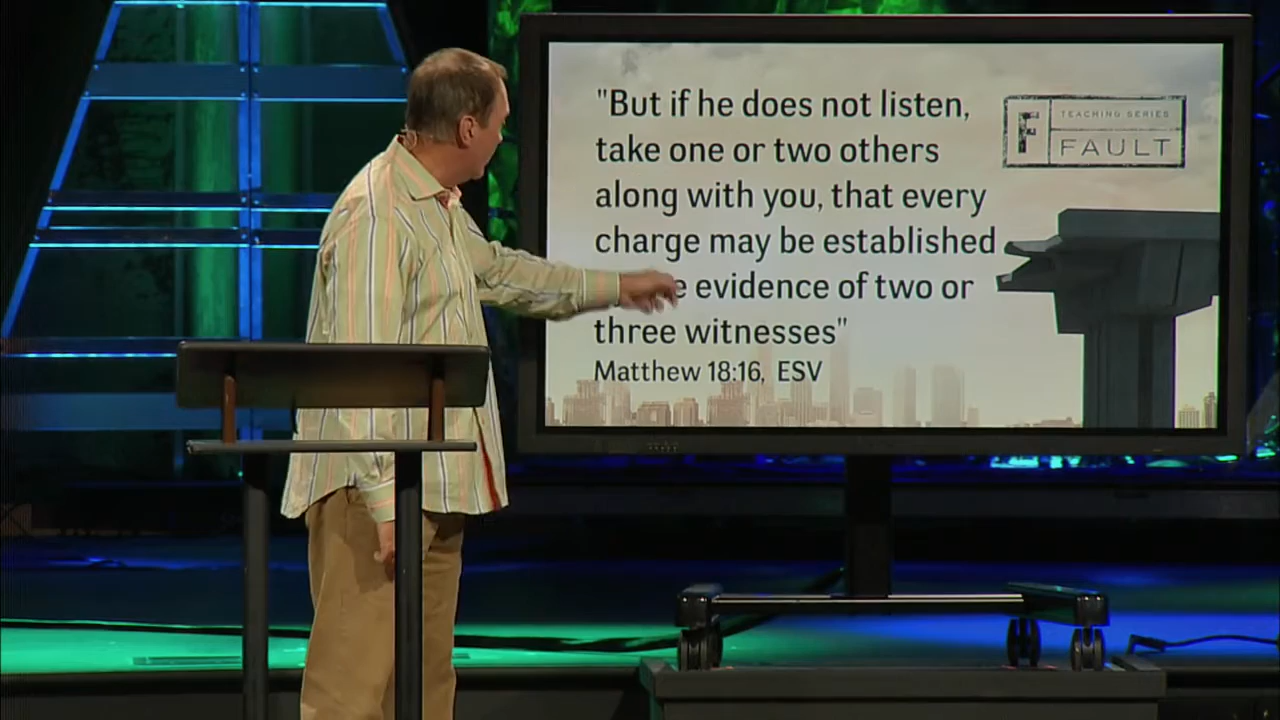 "But if he does not listen,
take one or two others
along with you, that every
charge may be established
e evidence of two or
three witnesses"
Matthew 18:16, ESV
F
TEACHING SERIES
FAULT